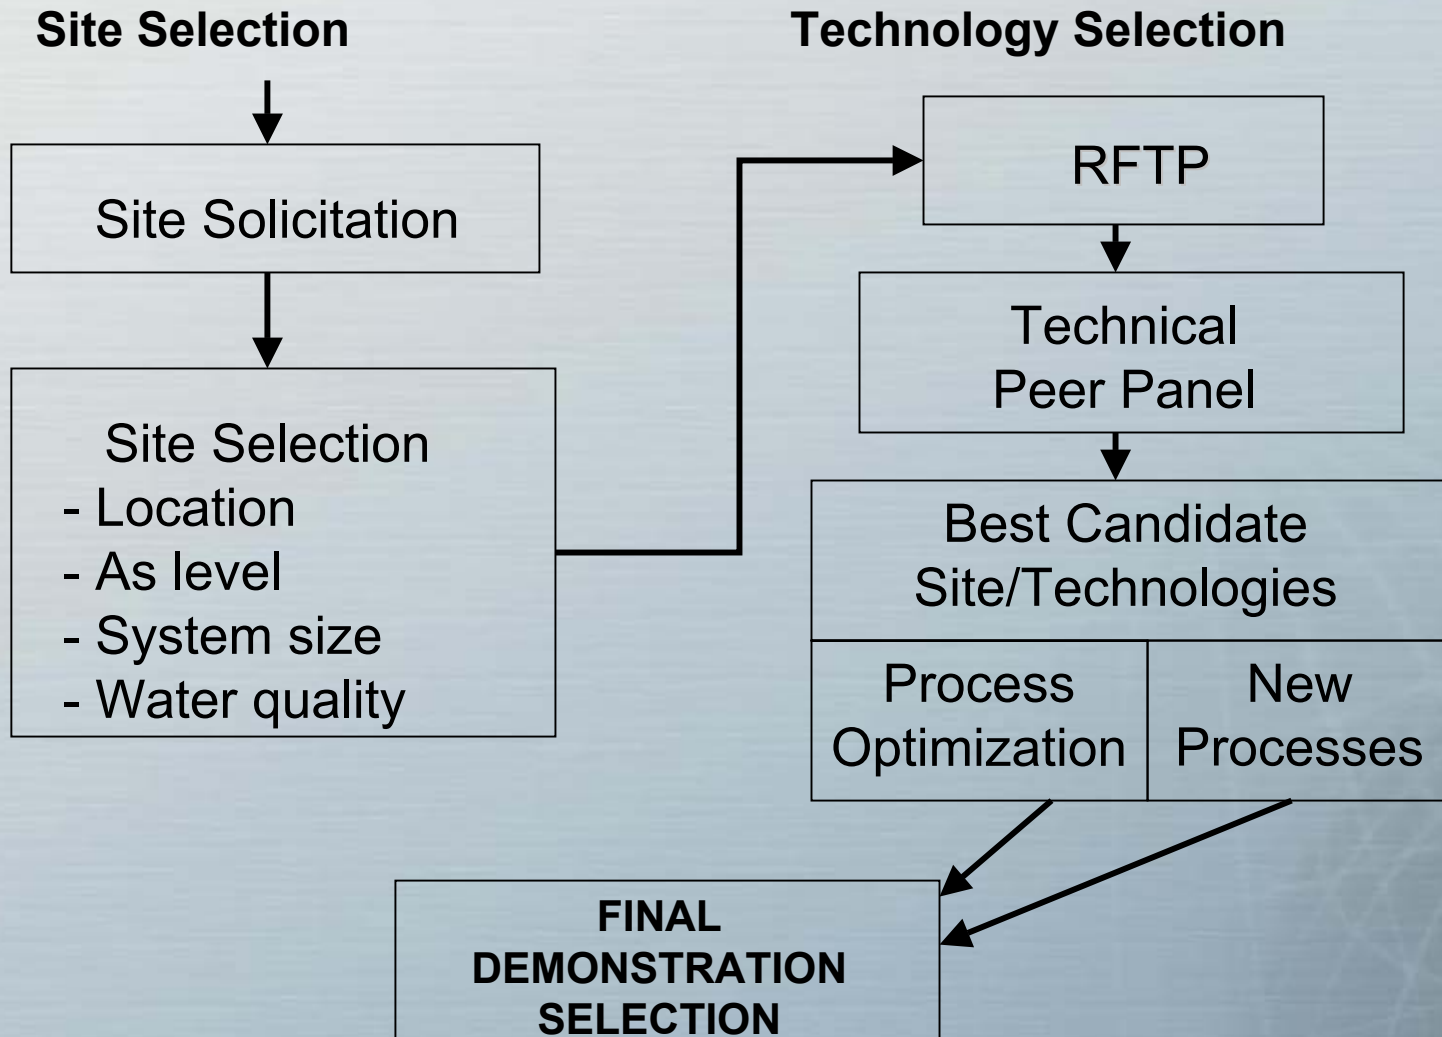 Site Selection
Site Solicitation
Site Selection
- Location
- As level
- System size
- Water quality
Technology Selection
RFTP
Technical
Peer Panel
Best Candidate
Site/Technologies
Process
Optimization
New
Processes
FINAL
DEMONSTRATION
SELECTION